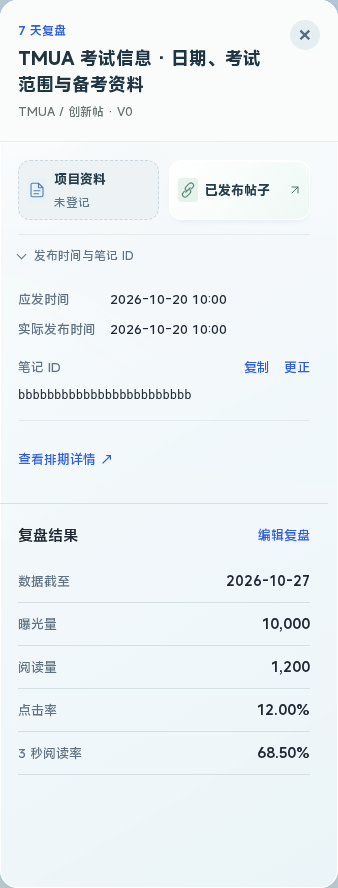 7 天复盘
TMUA 考试信息 · 日期、考试
范围与备考资料
TMUA / 创新帖 · V0
项目资料
未登记
已发布帖子
发布时间与笔记 ID
应发时间 2026-10-20 10:00
实际发布时间 2026-10-20 10:00
笔记 ID 复制 更正
bbbbbbbbbbbbbbbbbbbbbbbb
查看排期详情 ↗
复盘结果 编辑复盘
数据截至 2026-10-27
曝光量 10,000
阅读量 1,200
点击率 12.00%
3 秒阅读率 68.50%